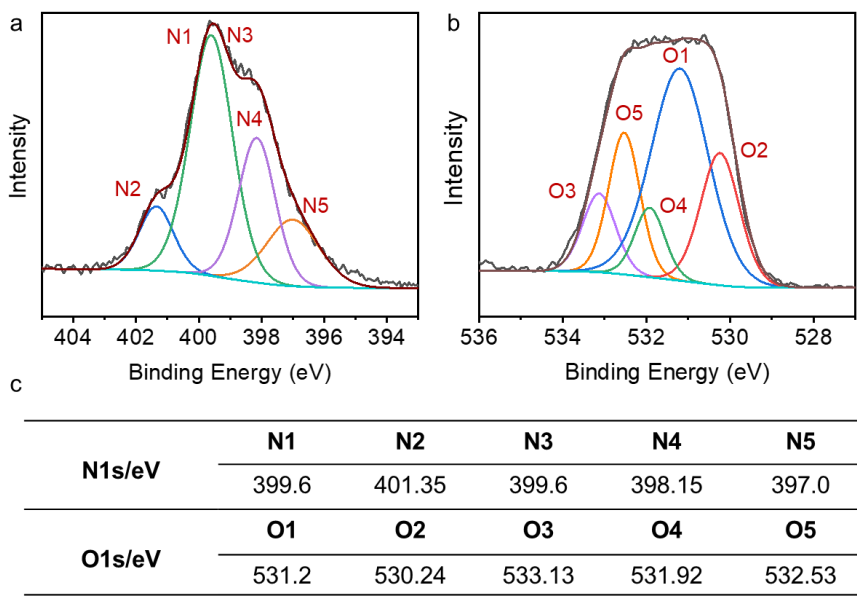 a
N1
N3
N4
N2
N5
Intensity
404 402 400 398 396 394
Binding Energy (eV)
b
O1
O5
O2
O3
O4
Intensity
536 534 532 530 528
Binding Energy (eV)
c
N1 N2 N3 N4 N5
N1s/eV
399.6 401.35 399.6 398.15 397.0
O1 O2 O3 O4 O5
O1s/eV
531.2 530.24 533.13 531.92 532.53